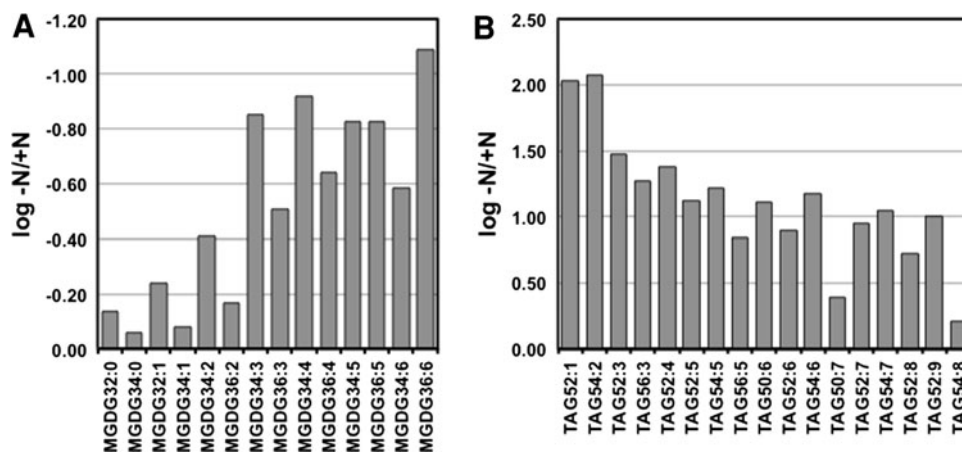 A
log -N/+N
-1.20
-1.00
-0.80
-0.60
-0.40
-0.20
0.00
MGDG32:0
MGDG34:0
MGDG32:1
MGDG34:1
MGDG34:2
MGDG36:2
MGDG34:3
MGDG36:3
MGDG34:4
MGDG36:4
MGDG34:5
MGDG36:5
MGDG34:6
MGDG36:6
B
log -N/+N
2.50
2.00
1.50
1.00
0.50
0.00
TAG52:1
TAG54:2
TAG52:3
TAG56:3
TAG52:4
TAG52:5
TAG54:5
TAG56:5
TAG50:6
TAG52:6
TAG54:6
TAG50:7
TAG52:7
TAG54:7
TAG52:8
TAG52:9
TAG54:8